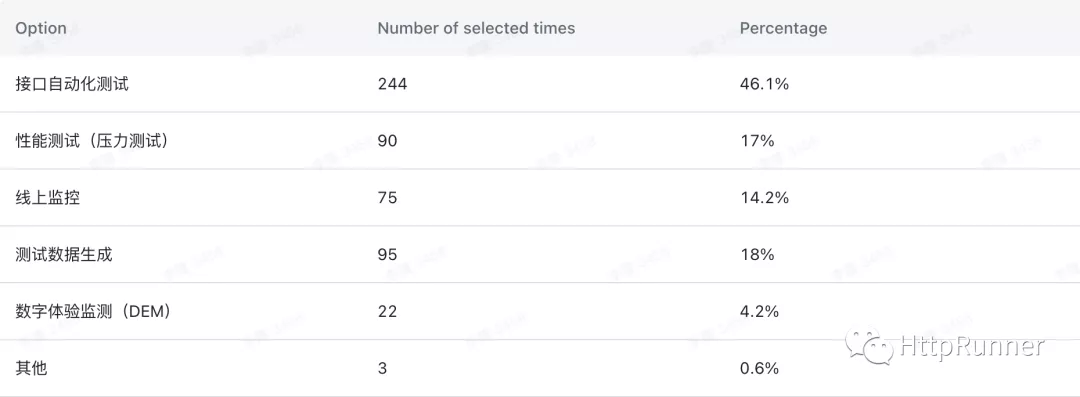 Option Number of selected times Percentage
接口自动化测试 244 46.1%
性能测试（压力测试） 90 17%
线上监控 75 14.2%
测试数据生成 95 18%
数字体验监测（DEM） 22 4.2%
其他 3 0.6%
HttpRunner